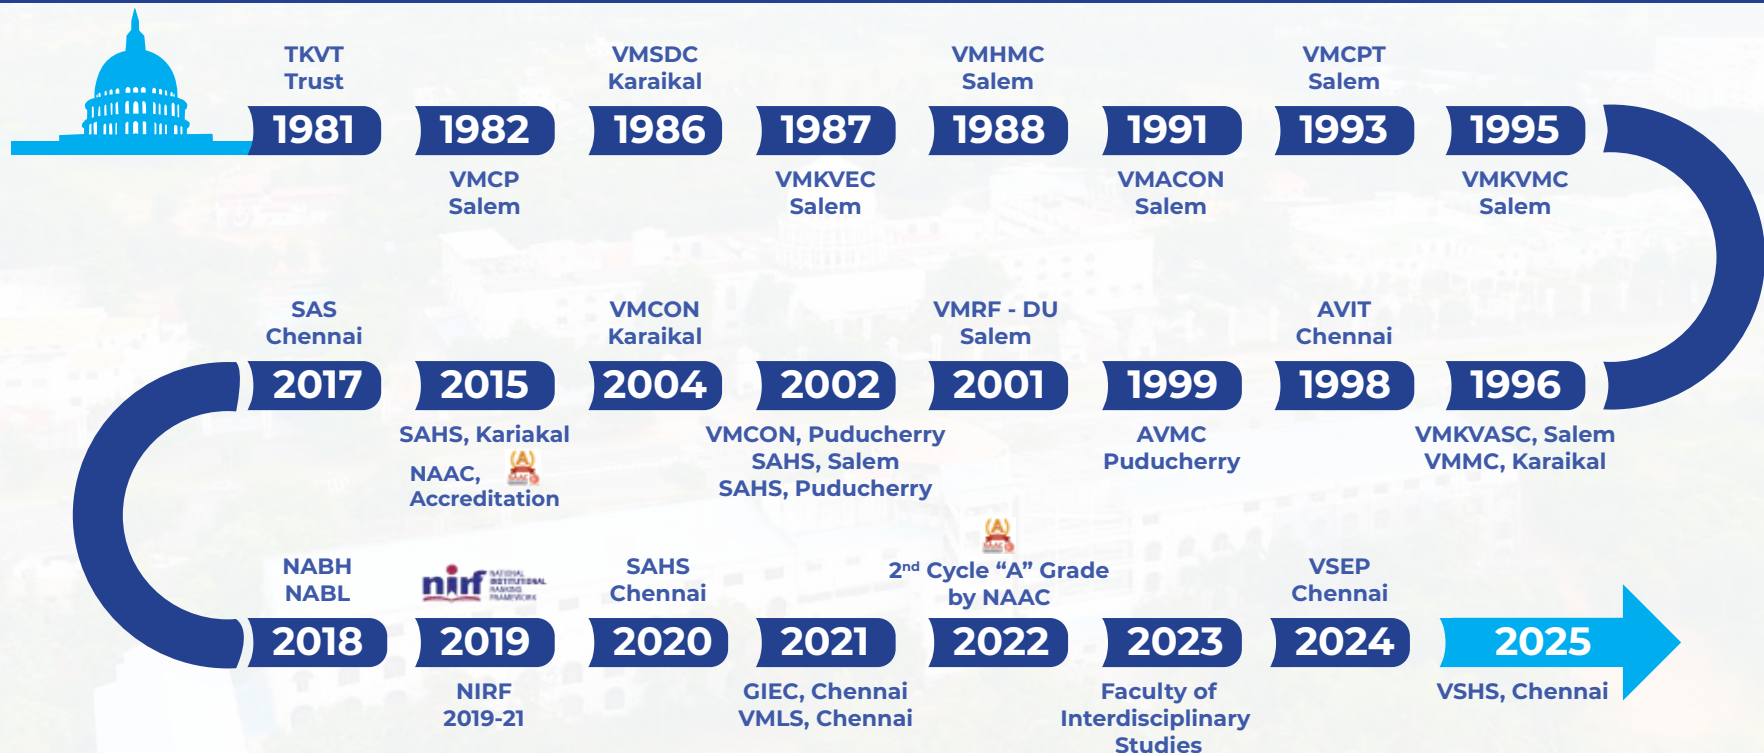 TKVT
Trust
1981
1982
VMCP
Salem
VMSDC
Karaikal
1986
1987
VMKVEC
Salem
VMHMC
Salem
1988
1991
VMACON
Salem
VMCPT
Salem
1993
1995
VMKVMC
Salem
1996
VMKVASC, Salem
VMMC, Karaikal
AVIT
Chennai
1998
1999
AVMC
Puducherry
VMRF - DU
Salem
2001
2002
VMCON, Puducherry
SAHS, Salem
SAHS, Puducherry
VMCON
Karaikal
2004
2015
SAHS, Kariakal
NAAC,
Accreditation
SAS
Chennai
2017
NABH
NABL
2018
nirf
NATIONAL
INSTITUTIONAL
RANKING
FRAMEWORK
2019
NIRF
2019-21
SAHS
Chennai
2020
2021
GIEC, Chennai
VMLS, Chennai
2nd Cycle “A” Grade
by NAAC
2022
2023
Faculty of
Interdisciplinary
Studies
VSEP
Chennai
2024
2025
VSHS, Chennai